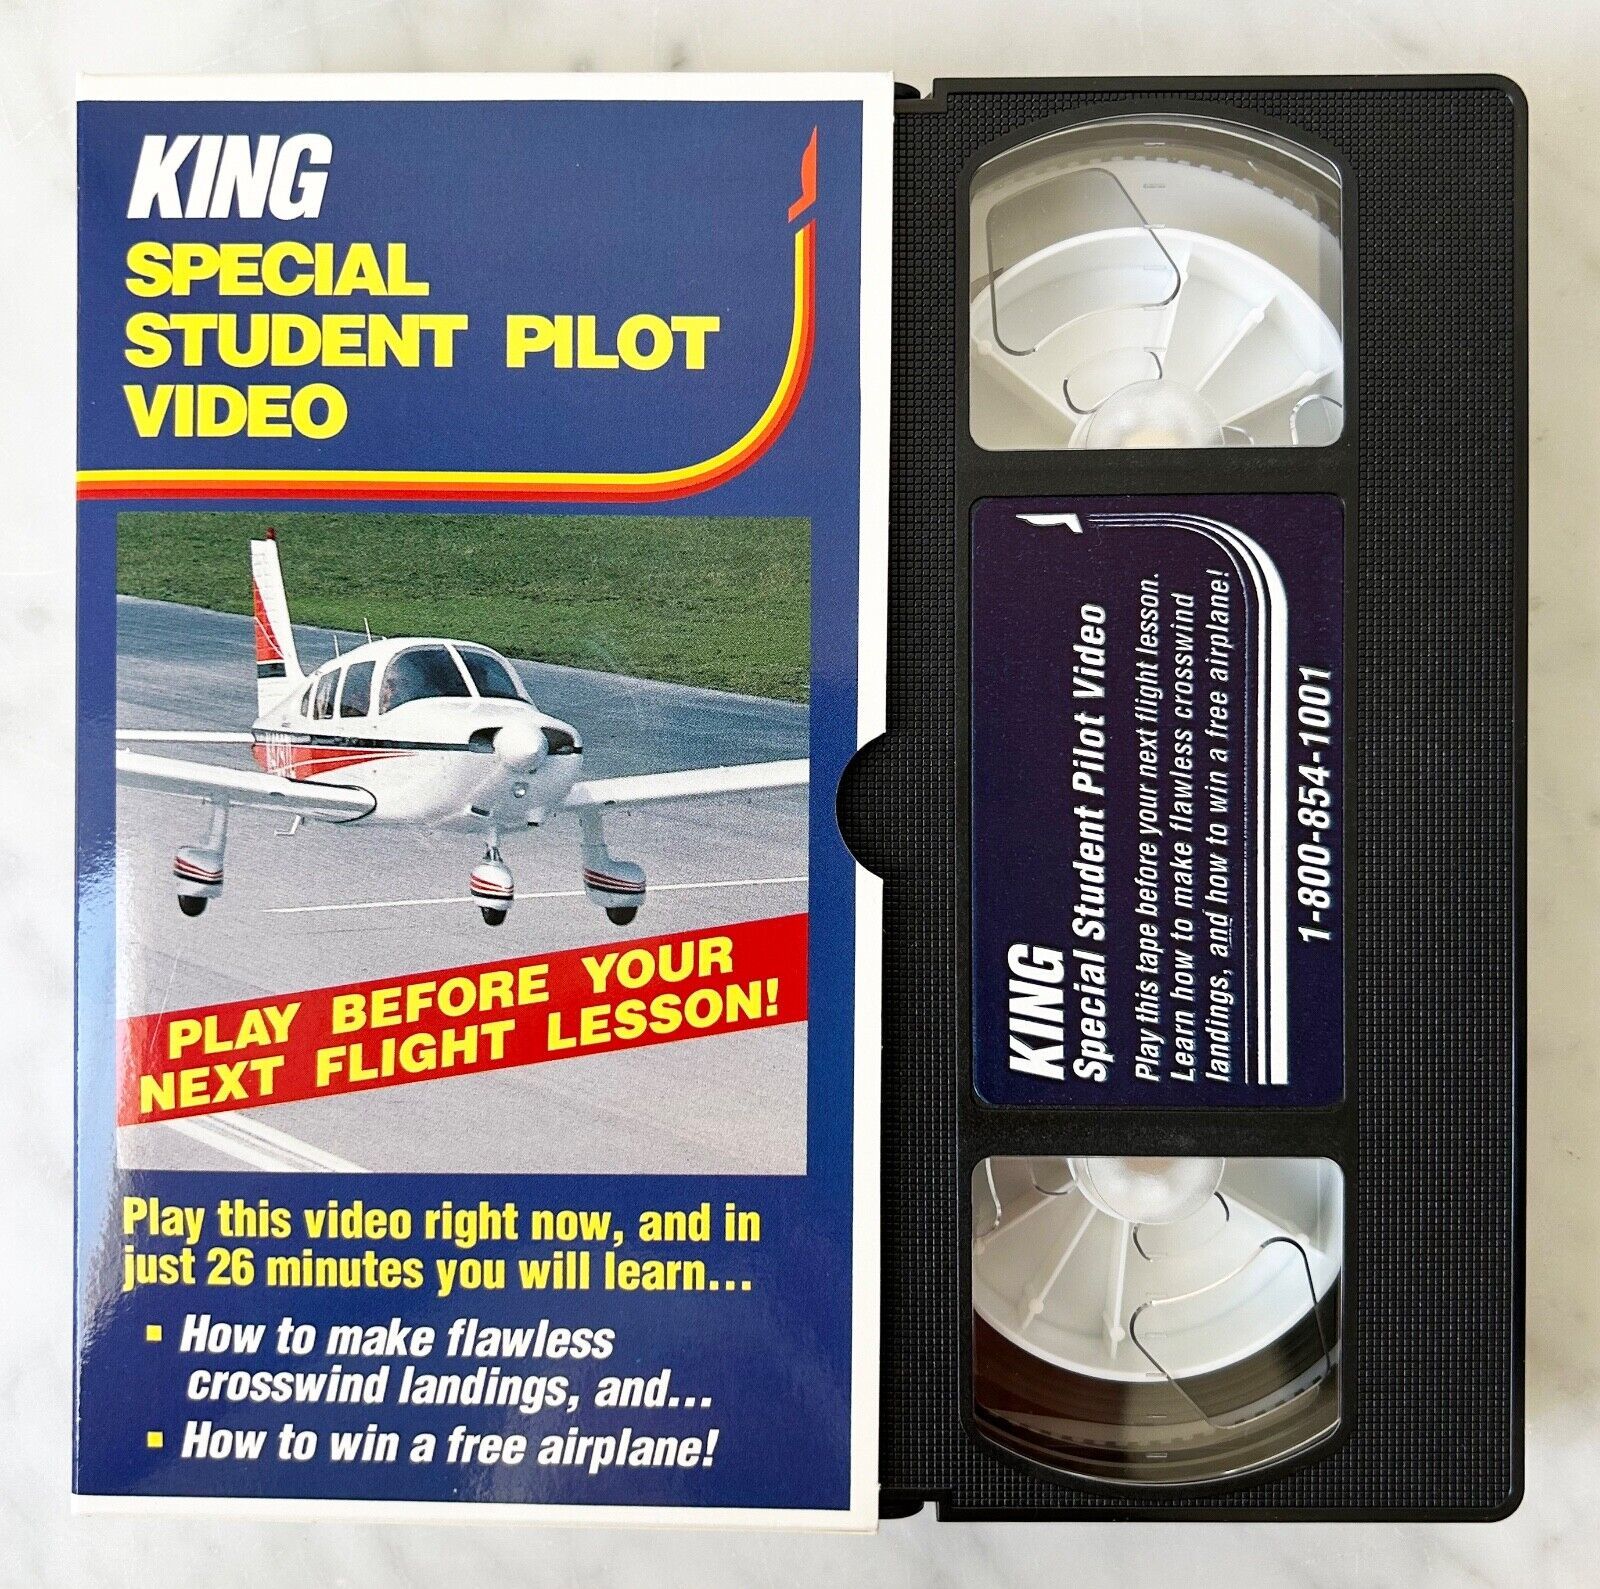 KING
SPECIAL
STUDENT PILOT
VIDEO
PLAY BEFORE YOUR
NEXT FLIGHT LESSON!
Play this video right now, and in
just 26 minutes you will learn...
▪ How to make flawless
crosswind landings, and...
▪ How to win a free airplane!
KING
Special Student Pilot Video
Play this tape before your next flight lesson.
Learn how to make flawless crosswind
landings, and how to win a free airplane!
1-800-854-1001